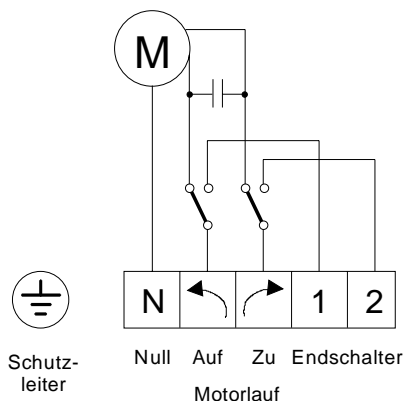 M
N 1 2
Schutz-
leiter
Null Auf Zu Endschalter
Motorlauf